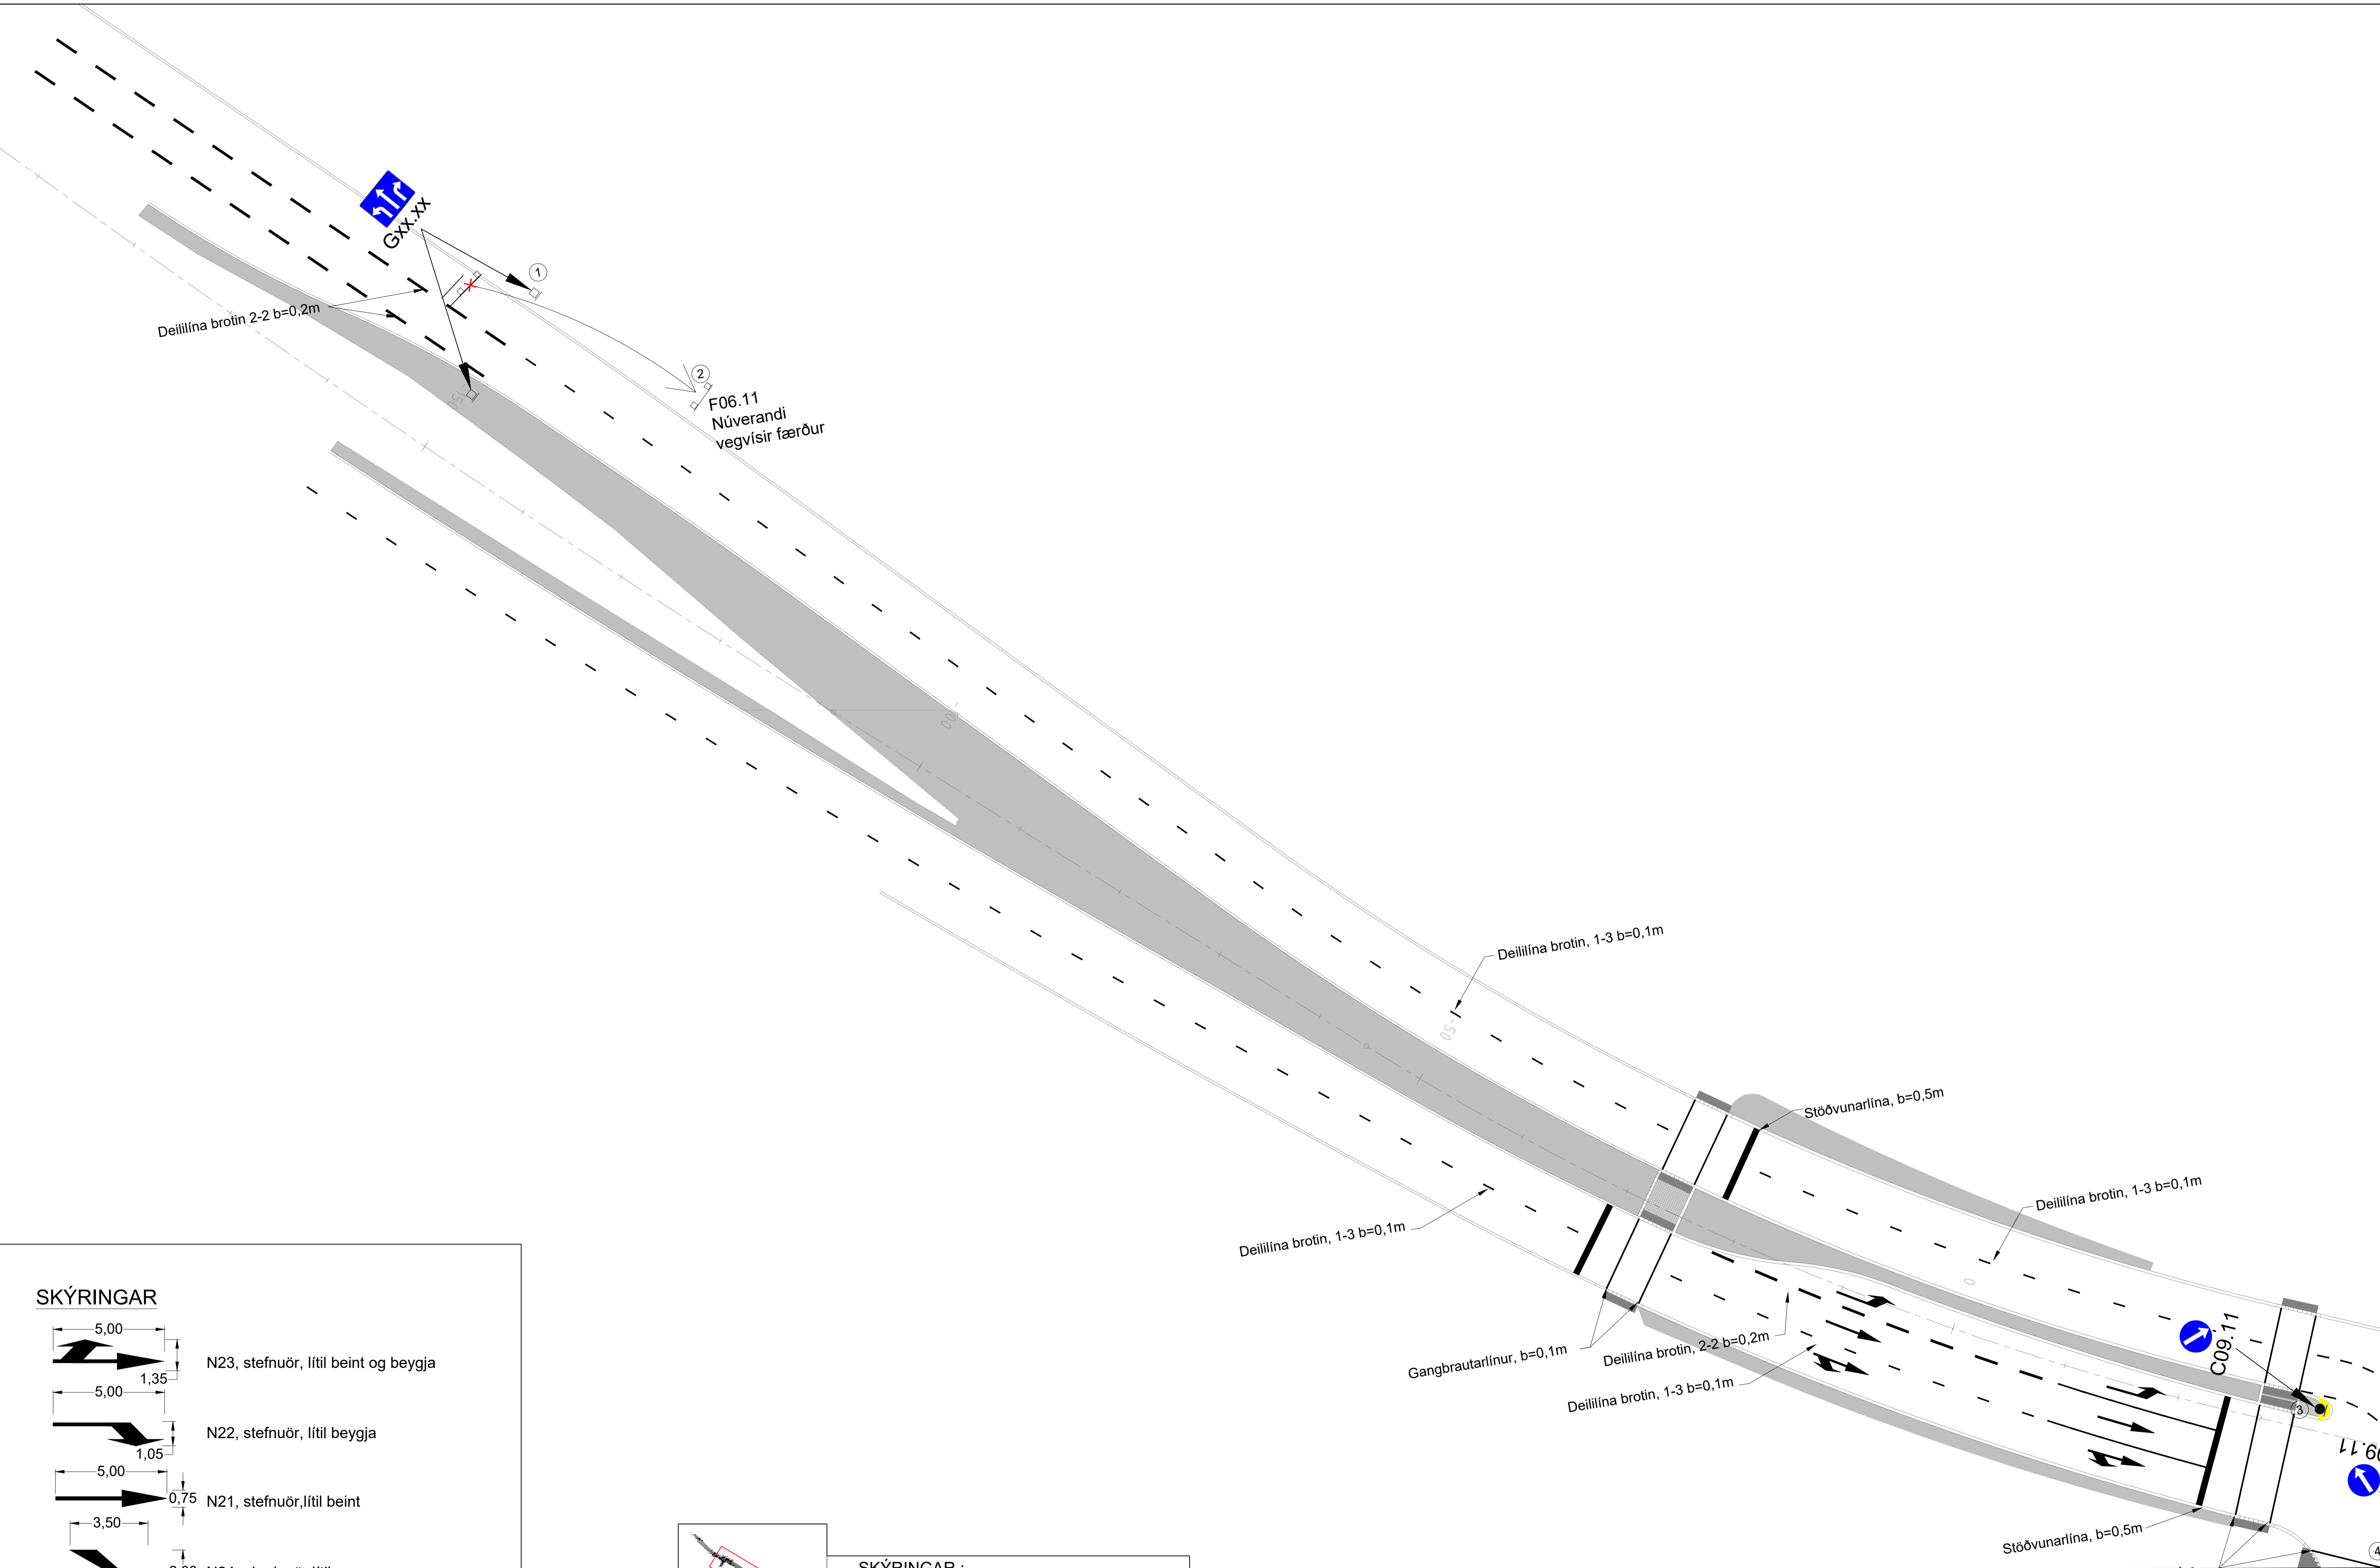 Gxx.xx
1
Deililína brotin 2-2 b=0,2m
2
F06.11
Núverandi
vegvísir færður
Deililína brotin, 1-3 b=0,1m
-50
Stöðvunarlína, b=0,5m
Deililína brotin, 1-3 b=0,1m
0
Deililína brotin, 1-3 b=0,1m
Gangbrautarlínur, b=0,1m
Deililína brotin, 2-2 b=0,2m
Deililína brotin, 1-3 b=0,1m
C09.11
3
Stöðvunarlína, b=0,5m
4
SKÝRINGAR
5,00
N23, stefnuör, lítil beint og beygja
1,35
5,00
N22, stefnuör, lítil beygja
1,05
5,00
0,75
N21, stefnuör,lítil beint
3,50
SKÝRINGAR :